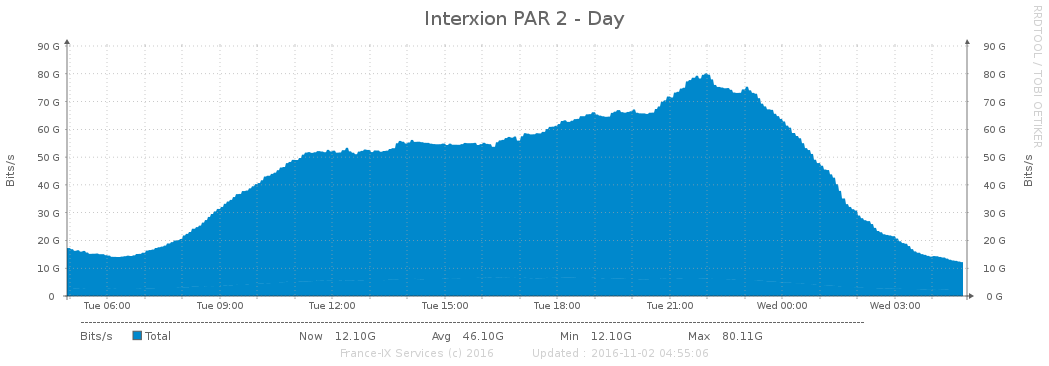 Interxion PAR 2 - Day
RRDTOOL / TOBI OETIKER
Bits/s
Bits/s
90 G 90 G
80 G 80 G
70 G 70 G
60 G 60 G
50 G 50 G
40 G 40 G
30 G 30 G
20 G 20 G
10 G 10 G
0 0 G
Tue 06:00 Tue 09:00 Tue 12:00 Tue 15:00 Tue 18:00 Tue 21:00 Wed 00:00 Wed 03:00
Bits/s Total Now 12.10G Avg 46.10G Min 12.10G Max 80.11G
France-IX Services (c) 2016 Updated : 2016-11-02 04:55:06